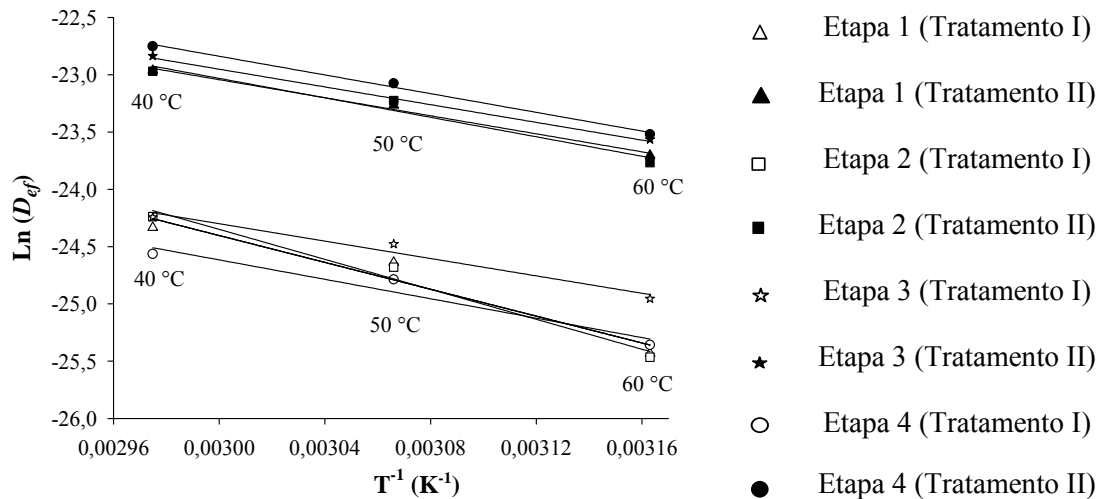 -22,5
-23,0
-23,5
-24,0
-24,5
-25,0
-25,5
-26,0
Ln (Def)
40 °C
50 °C
60 °C
40 °C
50 °C
60 °C
0,00296
0,00300
0,00304
0,00308
0,00312
0,00316
T-1 (K-1)
Etapa 1 (Tratamento I)
Etapa 1 (Tratamento II)
Etapa 2 (Tratamento I)
Etapa 2 (Tratamento II)
Etapa 3 (Tratamento I)
Etapa 3 (Tratamento II)
Etapa 4 (Tratamento I)
Etapa 4 (Tratamento II)